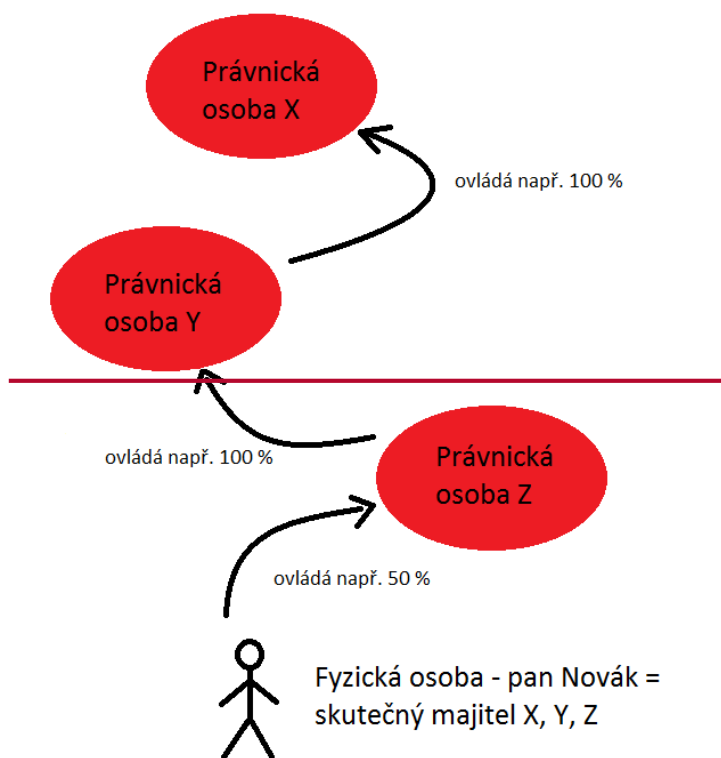 Právnická
osoba X
ovládá např. 100 %
Právnická
osoba Y
ovládá např. 100 %
Právnická
osoba Z
ovládá např. 50 %
Fyzická osoba - pan Novák =
skutečný majitel X, Y, Z